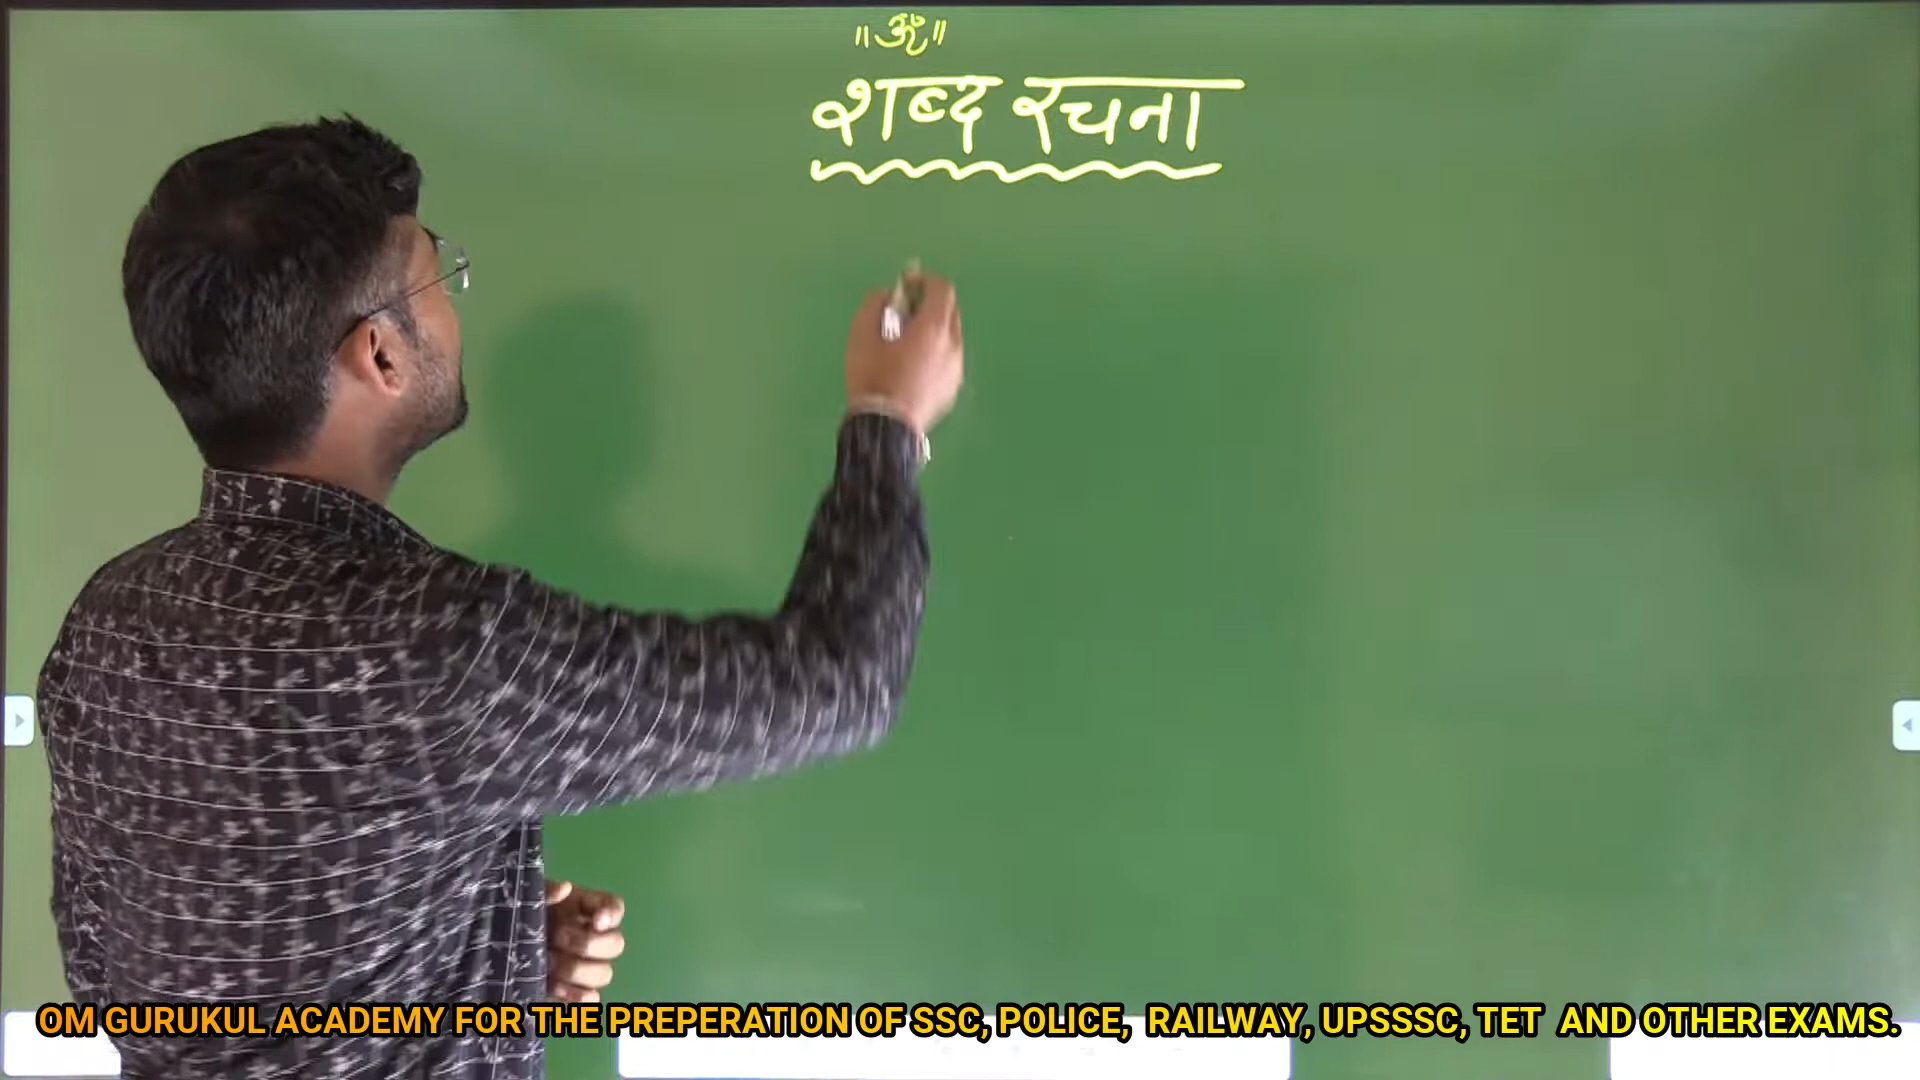 ॥ॐ॥
शब्द रचना
OM GURUKUL ACADEMY FOR THE PREPERATION OF SSC, POLICE, RAILWAY, UPSSSC, TET AND OTHER EXAMS.